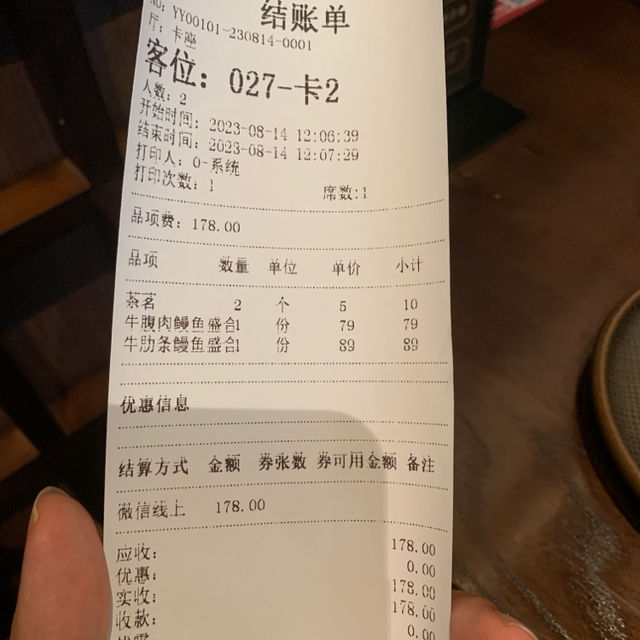 结账单
YY00101-230814-0001
厅: 卡座
客位: 027-卡2
人数: 2
开始时间: 2023-08-14 12:06:39
结束时间: 2023-08-14 12:07:29
打印人: 0-系统
打印次数: 1 席数:1
品项费: 178.00
品项 数量 单位 单价 小计
茶茗 2 个 5 10
牛腹肉鳗鱼盛合1 份 79 79
牛肋条鳗鱼盛合1 份 89 89
优惠信息
结算方式 金额 券张数 券可用金额 备注
微信线上 178.00
应收: 178.00
优惠: 0.00
实收: 178.00
收款: 178.00
0.00